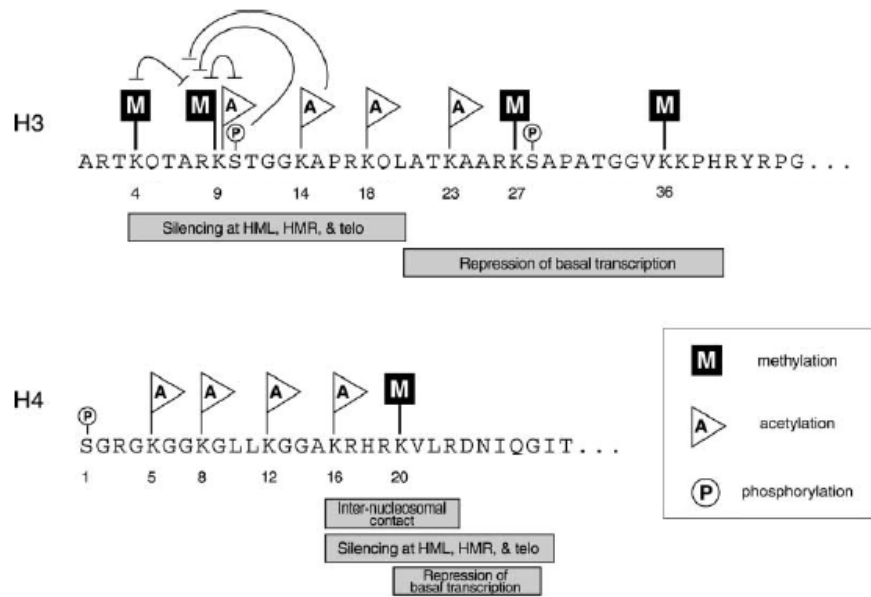 M M A A A A M M
P P
H3
ARTKQTARKSTGGKAPRKQLATKAARKSAPATGGVKKPHRYRPG...
4 9 14 18 23 27 36
Silencing at HML, HMR, & telo
Repression of basal transcription
A A A A M
H4
P
SGRGKGGKGLLKGGAKRHRKVLRDNIQGIT...
1 5 8 12 16 20
Inter-nucleosomal
contact
Silencing at HML, HMR, & telo
Repression of
basal transcription
M methylation
A acetylation
P phosphorylation